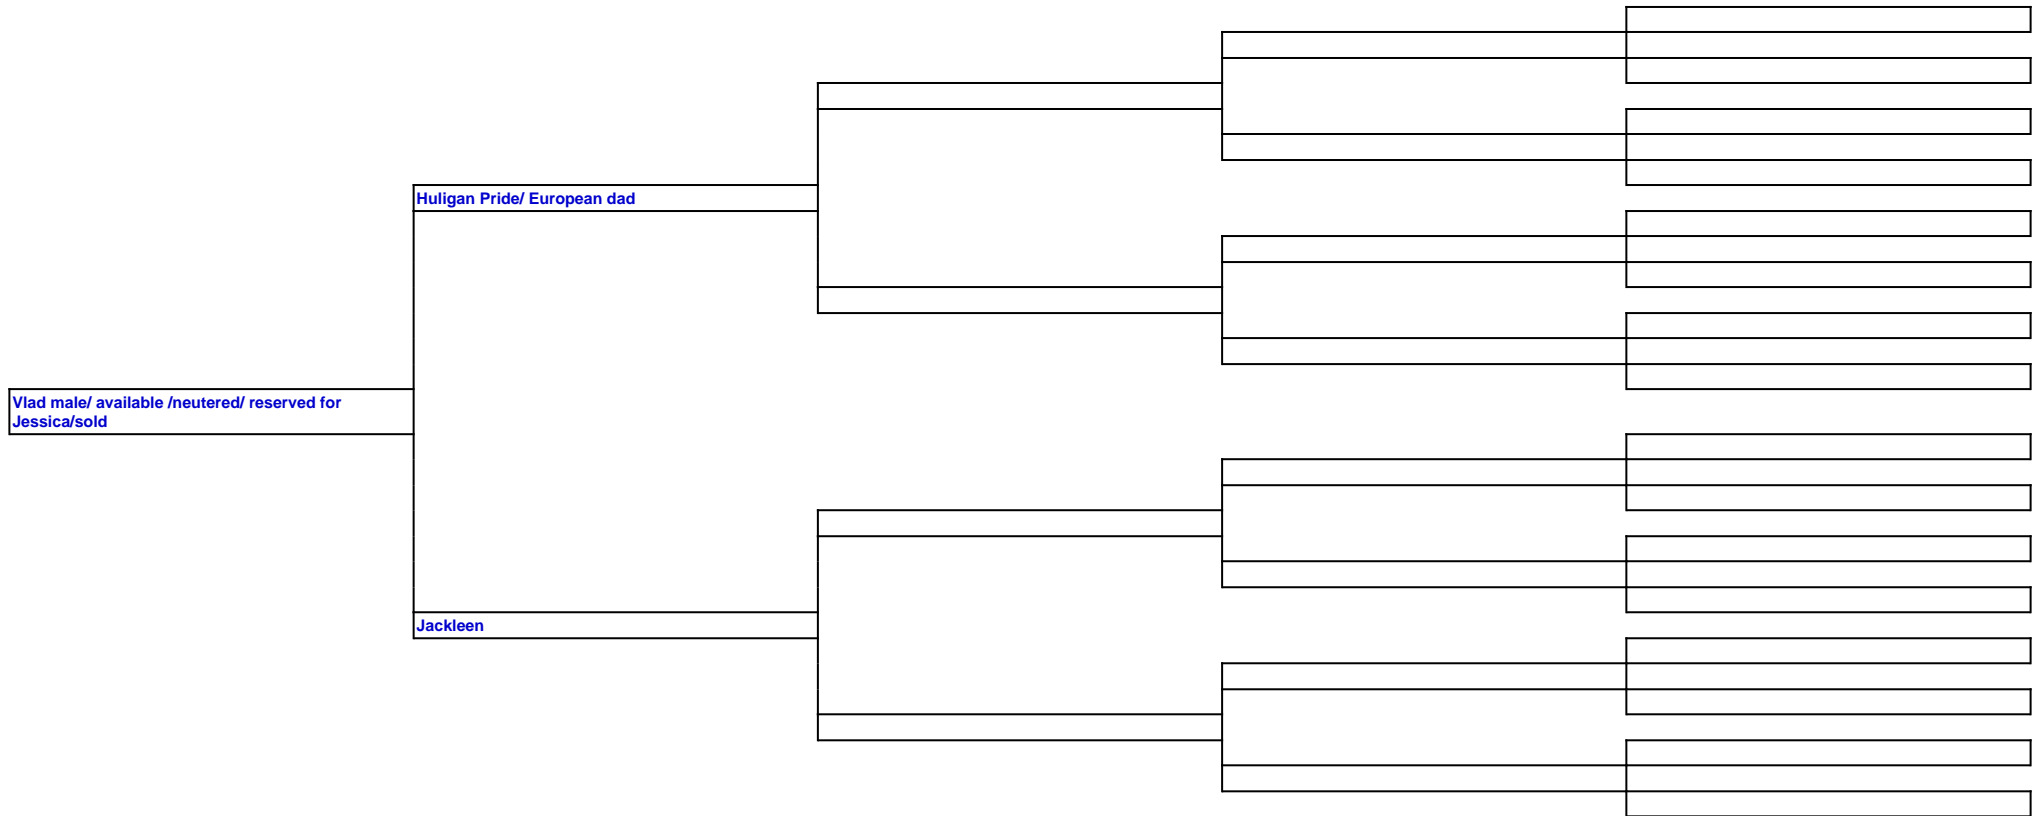 Huligan Pride/ European dad
Vlad male/ available /neutered/ reserved for
Jessica/sold
Jackleen